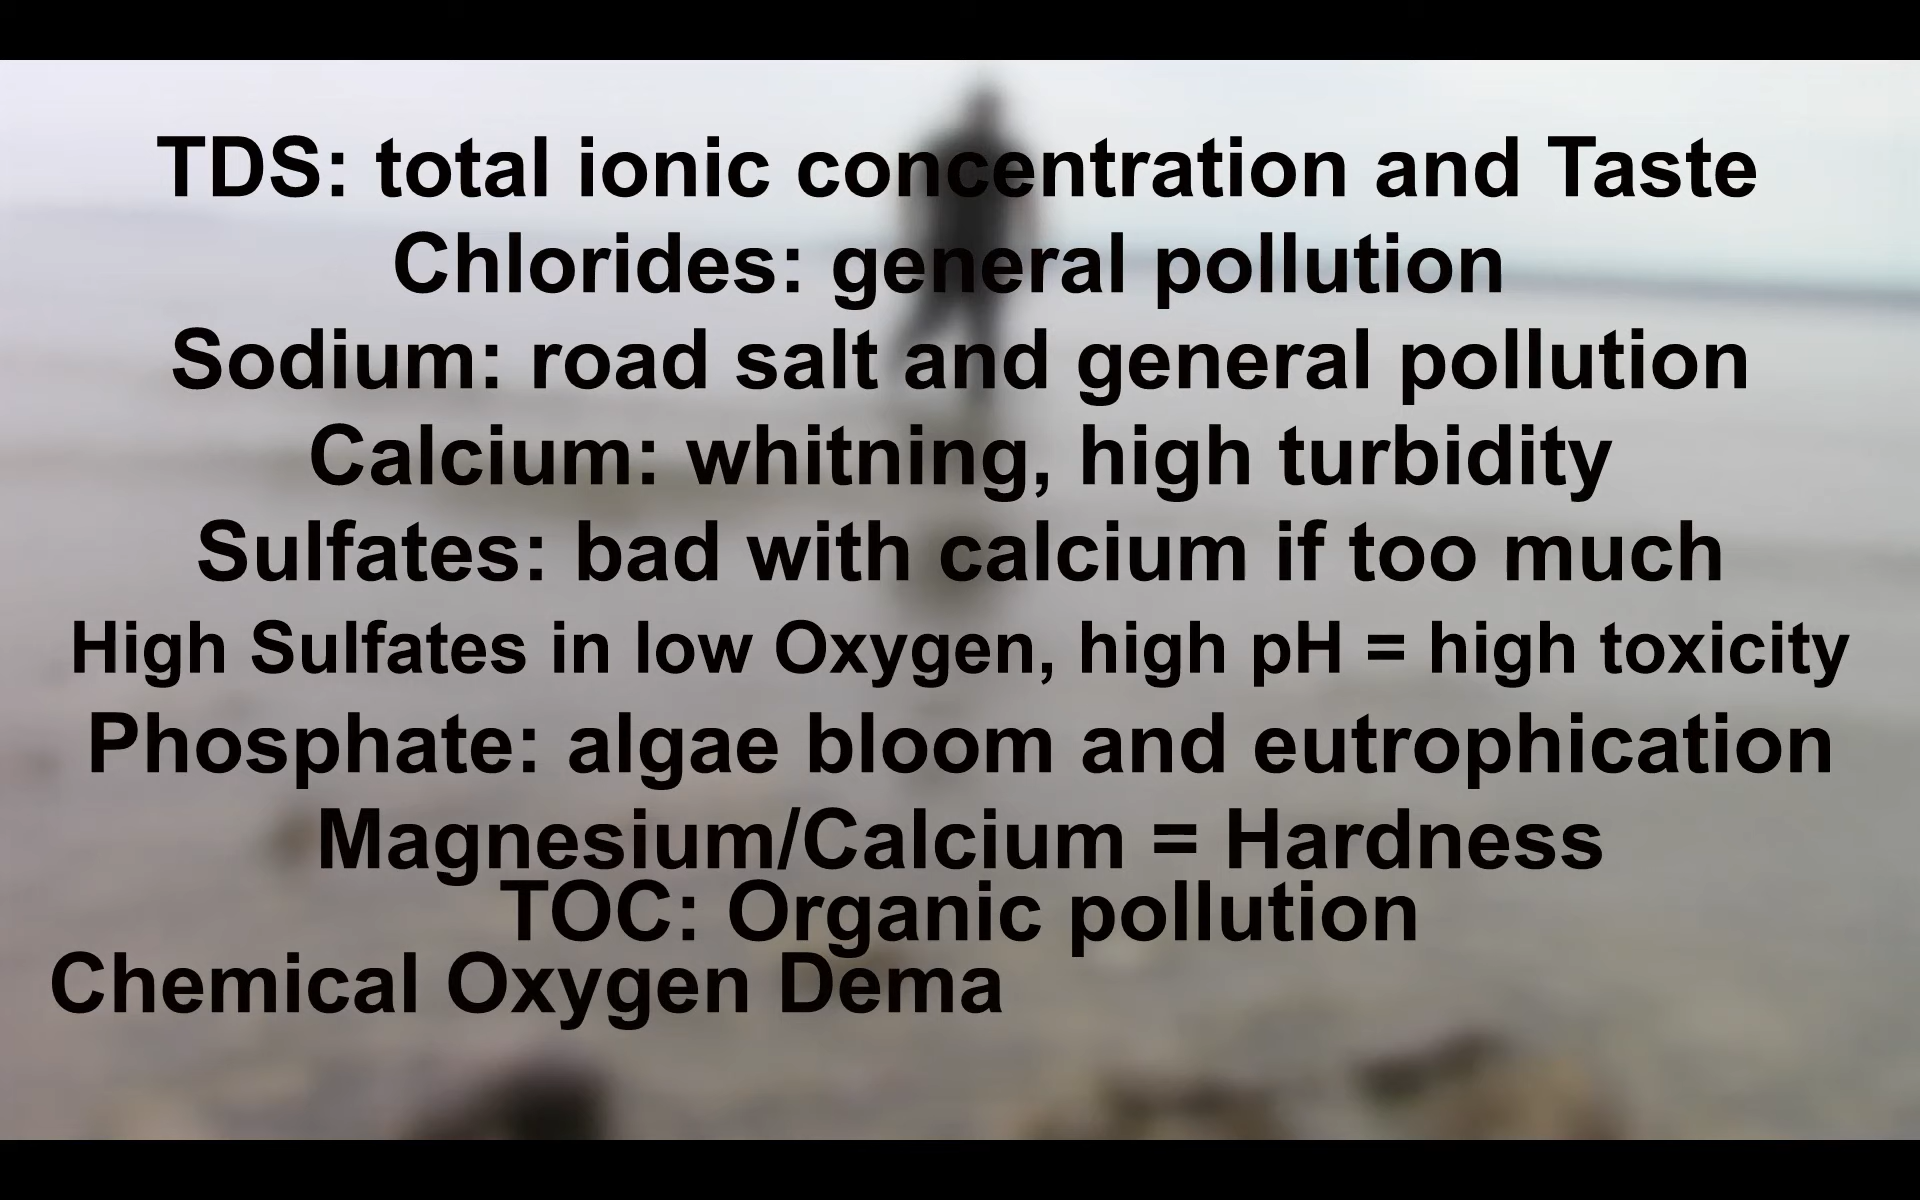 TDS: total ionic concentration and Taste
Chlorides: general pollution
Sodium: road salt and general pollution
Calcium: whitning, high turbidity
Sulfates: bad with calcium if too much
High Sulfates in low Oxygen, high pH = high toxicity
Phosphate: algae bloom and eutrophication
Magnesium/Calcium = Hardness
TOC: Organic pollution
Chemical Oxygen Dema